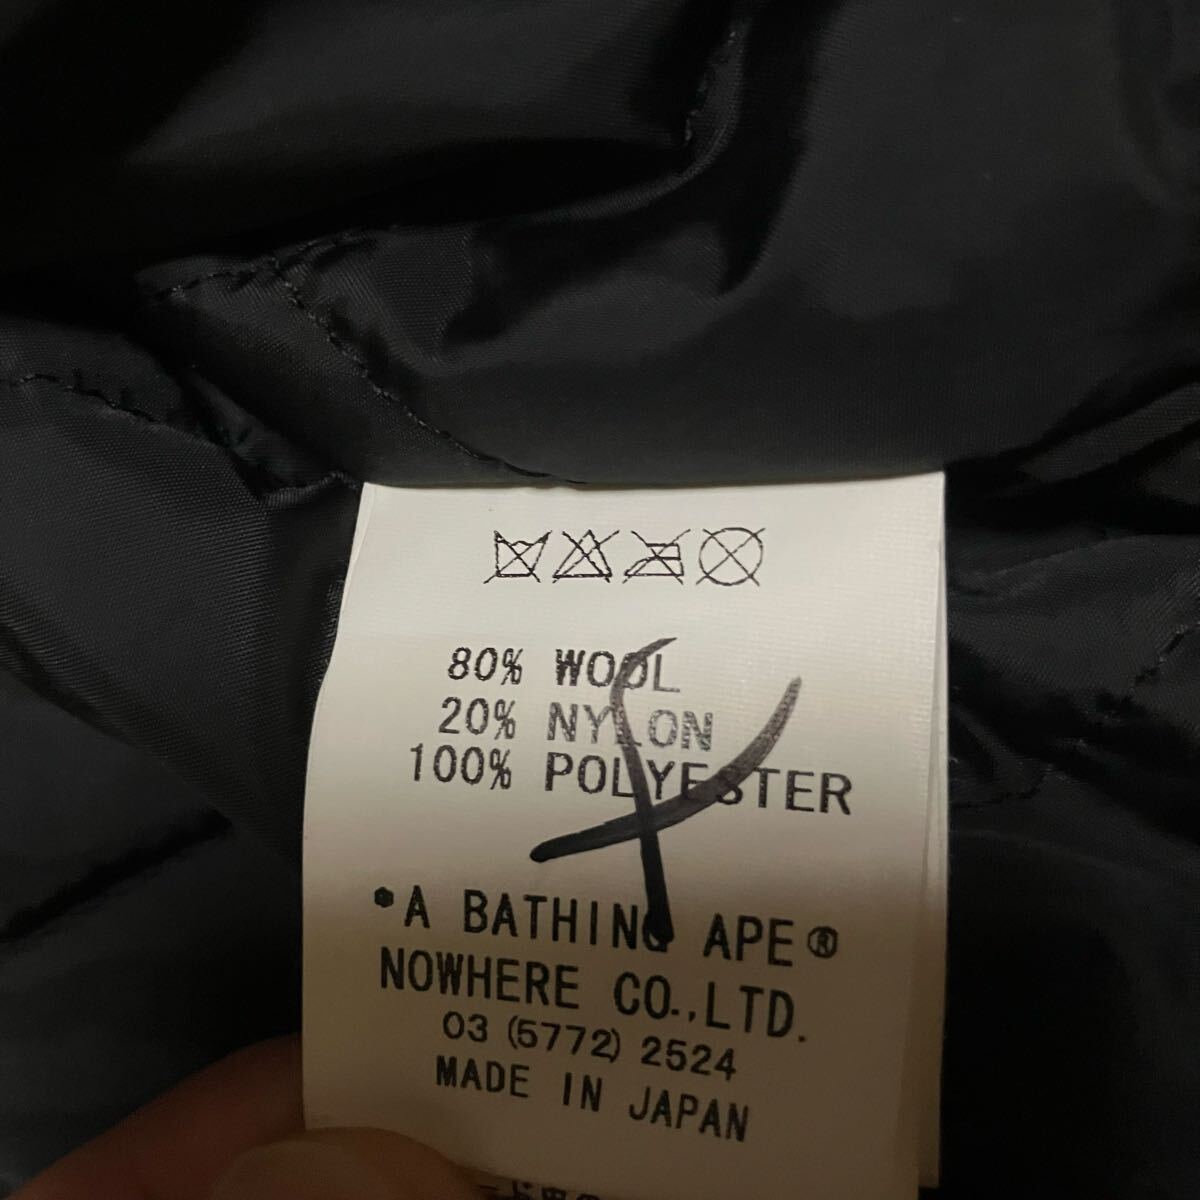 80% WOOL
20% NYLON
100% POLYESTER
*A BATHING APE®
NOWHERE CO.,LTD.
03 (5772) 2524
MADE IN JAPAN